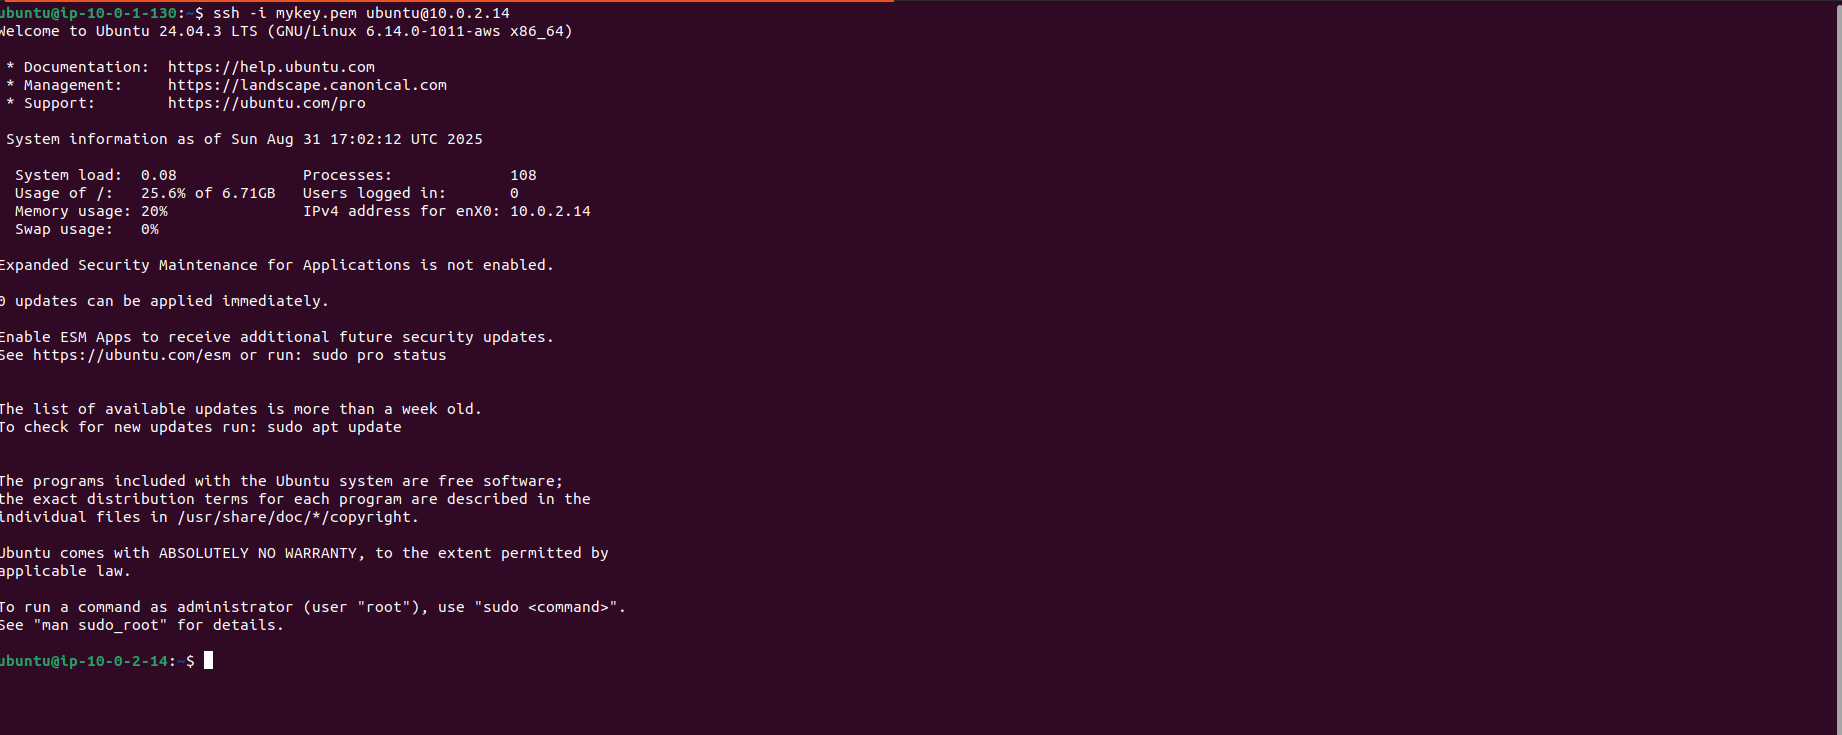 ubuntu@ip-10-0-1-130:~$ ssh -i mykey.pem ubuntu@10.0.2.14
Welcome to Ubuntu 24.04.3 LTS (GNU/Linux 6.14.0-1011-aws x86_64)
* Documentation:  https://help.ubuntu.com
* Management:     https://landscape.canonical.com
* Support:        https://ubuntu.com/pro
System information as of Sun Aug 31 17:02:12 UTC 2025
System load:  0.08              Processes:             108
Usage of /:   25.6% of 6.71GB   Users logged in:       0
Memory usage: 20%               IPv4 address for enX0: 10.0.2.14
Swap usage:   0%
Expanded Security Maintenance for Applications is not enabled.
0 updates can be applied immediately.
Enable ESM Apps to receive additional future security updates.
See https://ubuntu.com/esm or run: sudo pro status
The list of available updates is more than a week old.
To check for new updates run: sudo apt update
The programs included with the Ubuntu system are free software;
the exact distribution terms for each program are described in the
individual files in /usr/share/doc/*/copyright.
Ubuntu comes with ABSOLUTELY NO WARRANTY, to the extent permitted by
applicable law.
To run a command as administrator (user "root"), use "sudo <command>".
See "man sudo_root" for details.
ubuntu@ip-10-0-2-14:~$